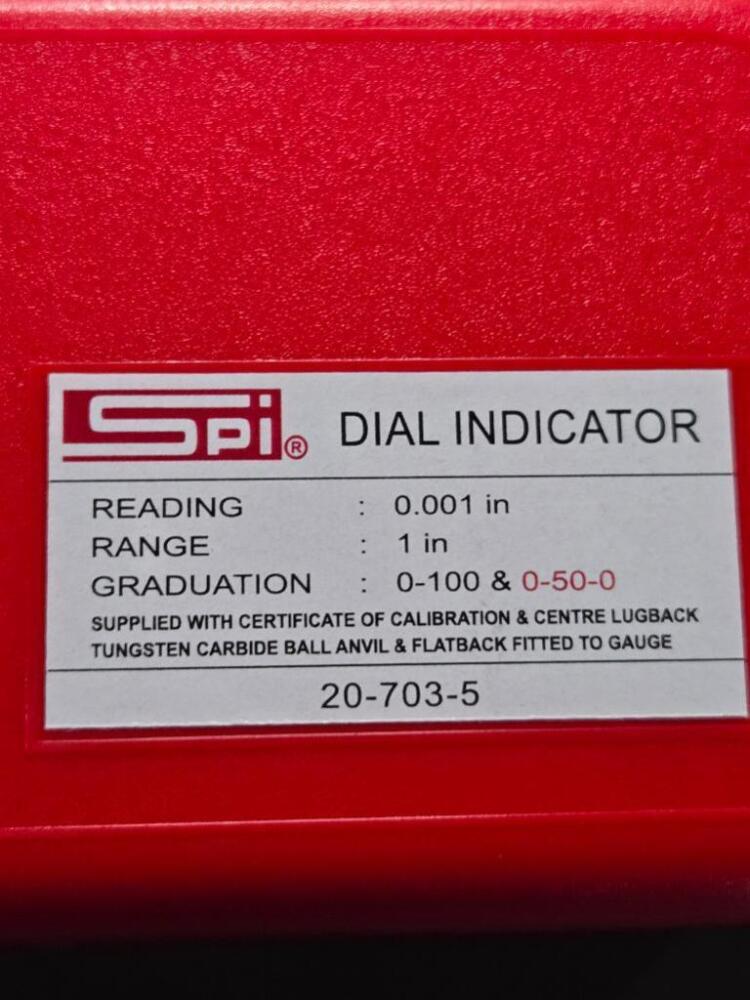 SPi® DIAL INDICATOR
READING : 0.001 in
RANGE : 1 in
GRADUATION : 0-100 & 0-50-0
SUPPLIED WITH CERTIFICATE OF CALIBRATION & CENTRE LUGBACK
TUNGSTEN CARBIDE BALL ANVIL & FLATBACK FITTED TO GAUGE
20-703-5